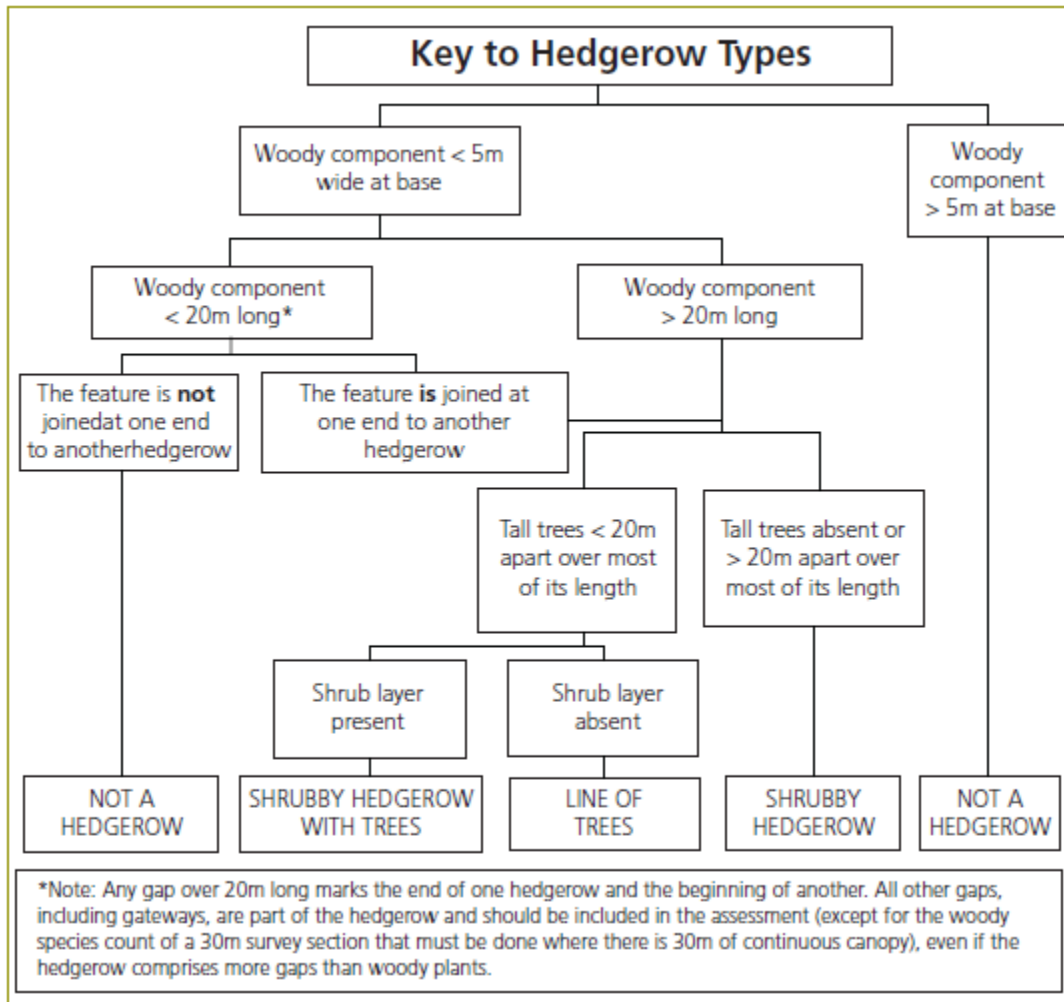 Key to Hedgerow Types
Woody component < 5m
wide at base
Woody
component
> 5m at base
Woody component
< 20m long*
Woody component
> 20m long
The feature is not
joinedat one end
to anotherhedgerow
The feature is joined at
one end to another
hedgerow
Tall trees < 20m
apart over most
of its length
Tall trees absent or
> 20m apart over
most of its length
Shrub layer
present
Shrub layer
absent
NOT A
HEDGEROW
SHRUBBY HEDGEROW
WITH TREES
LINE OF
TREES
SHRUBBY
HEDGEROW
NOT A
HEDGEROW
*Note: Any gap over 20m long marks the end of one hedgerow and the beginning of another. All other gaps,
including gateways, are part of the hedgerow and should be included in the assessment (except for the woody
species count of a 30m survey section that must be done where there is 30m of continuous canopy), even if the
hedgerow comprises more gaps than woody plants.